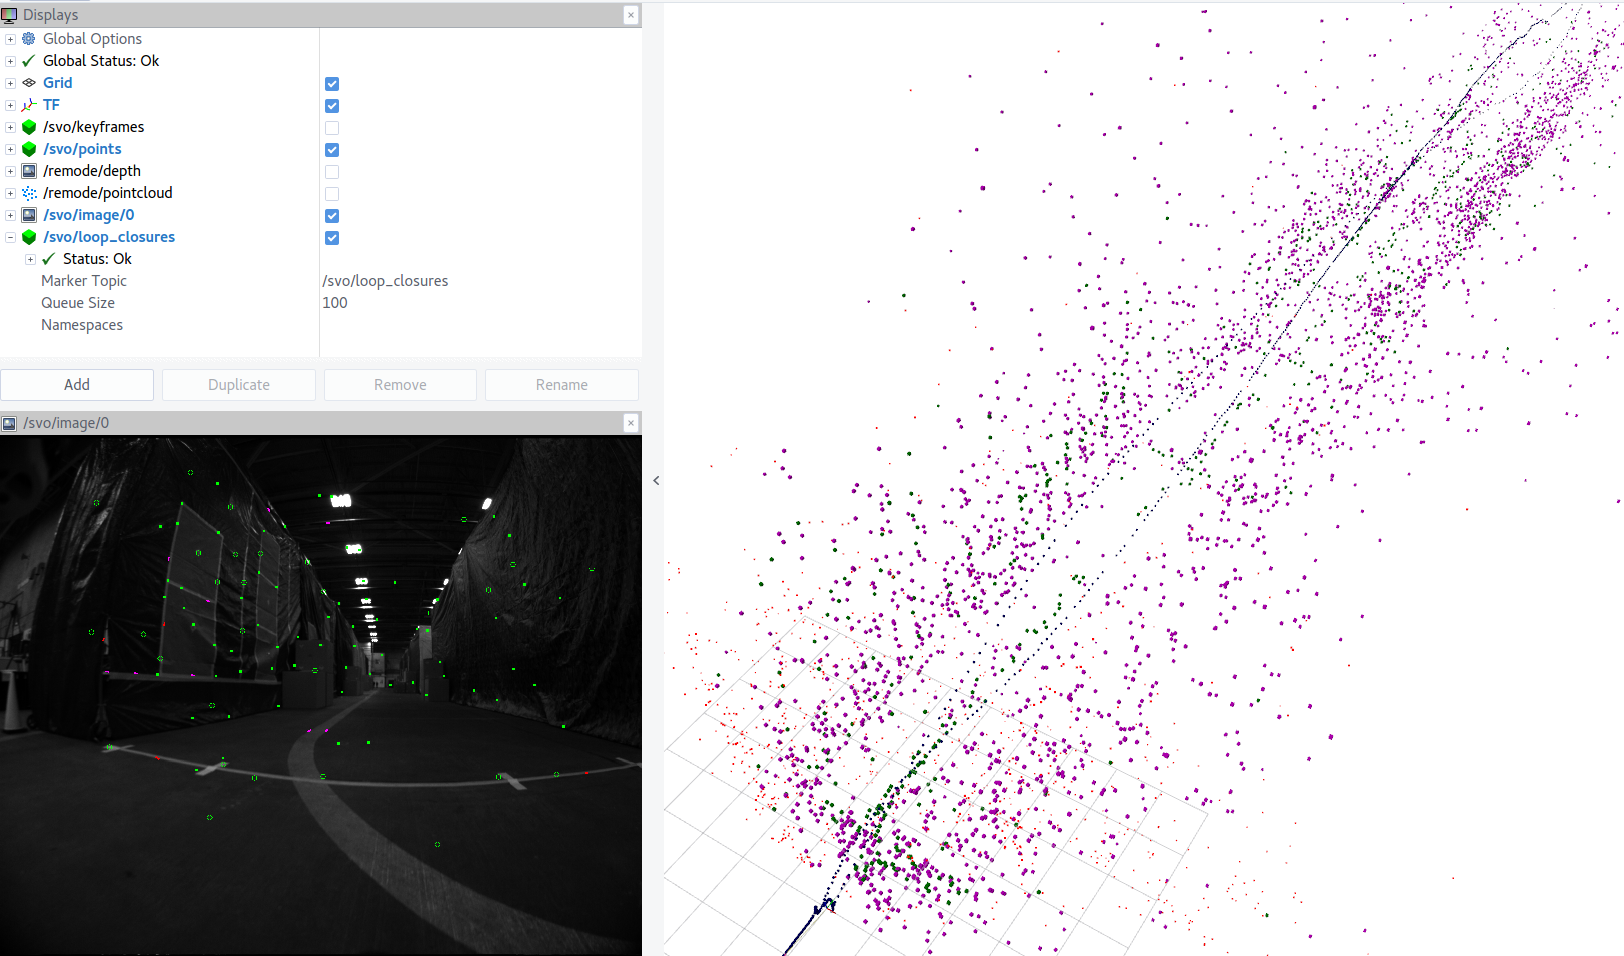 Displays
Global Options
Global Status: Ok
Grid
TF
/svo/keyframes
/svo/points
/remode/depth
/remode/pointcloud
/svo/image/0
/svo/loop_closures
Status: Ok
Marker Topic /svo/loop_closures
Queue Size 100
Namespaces
Add Duplicate Remove Rename
/svo/image/0